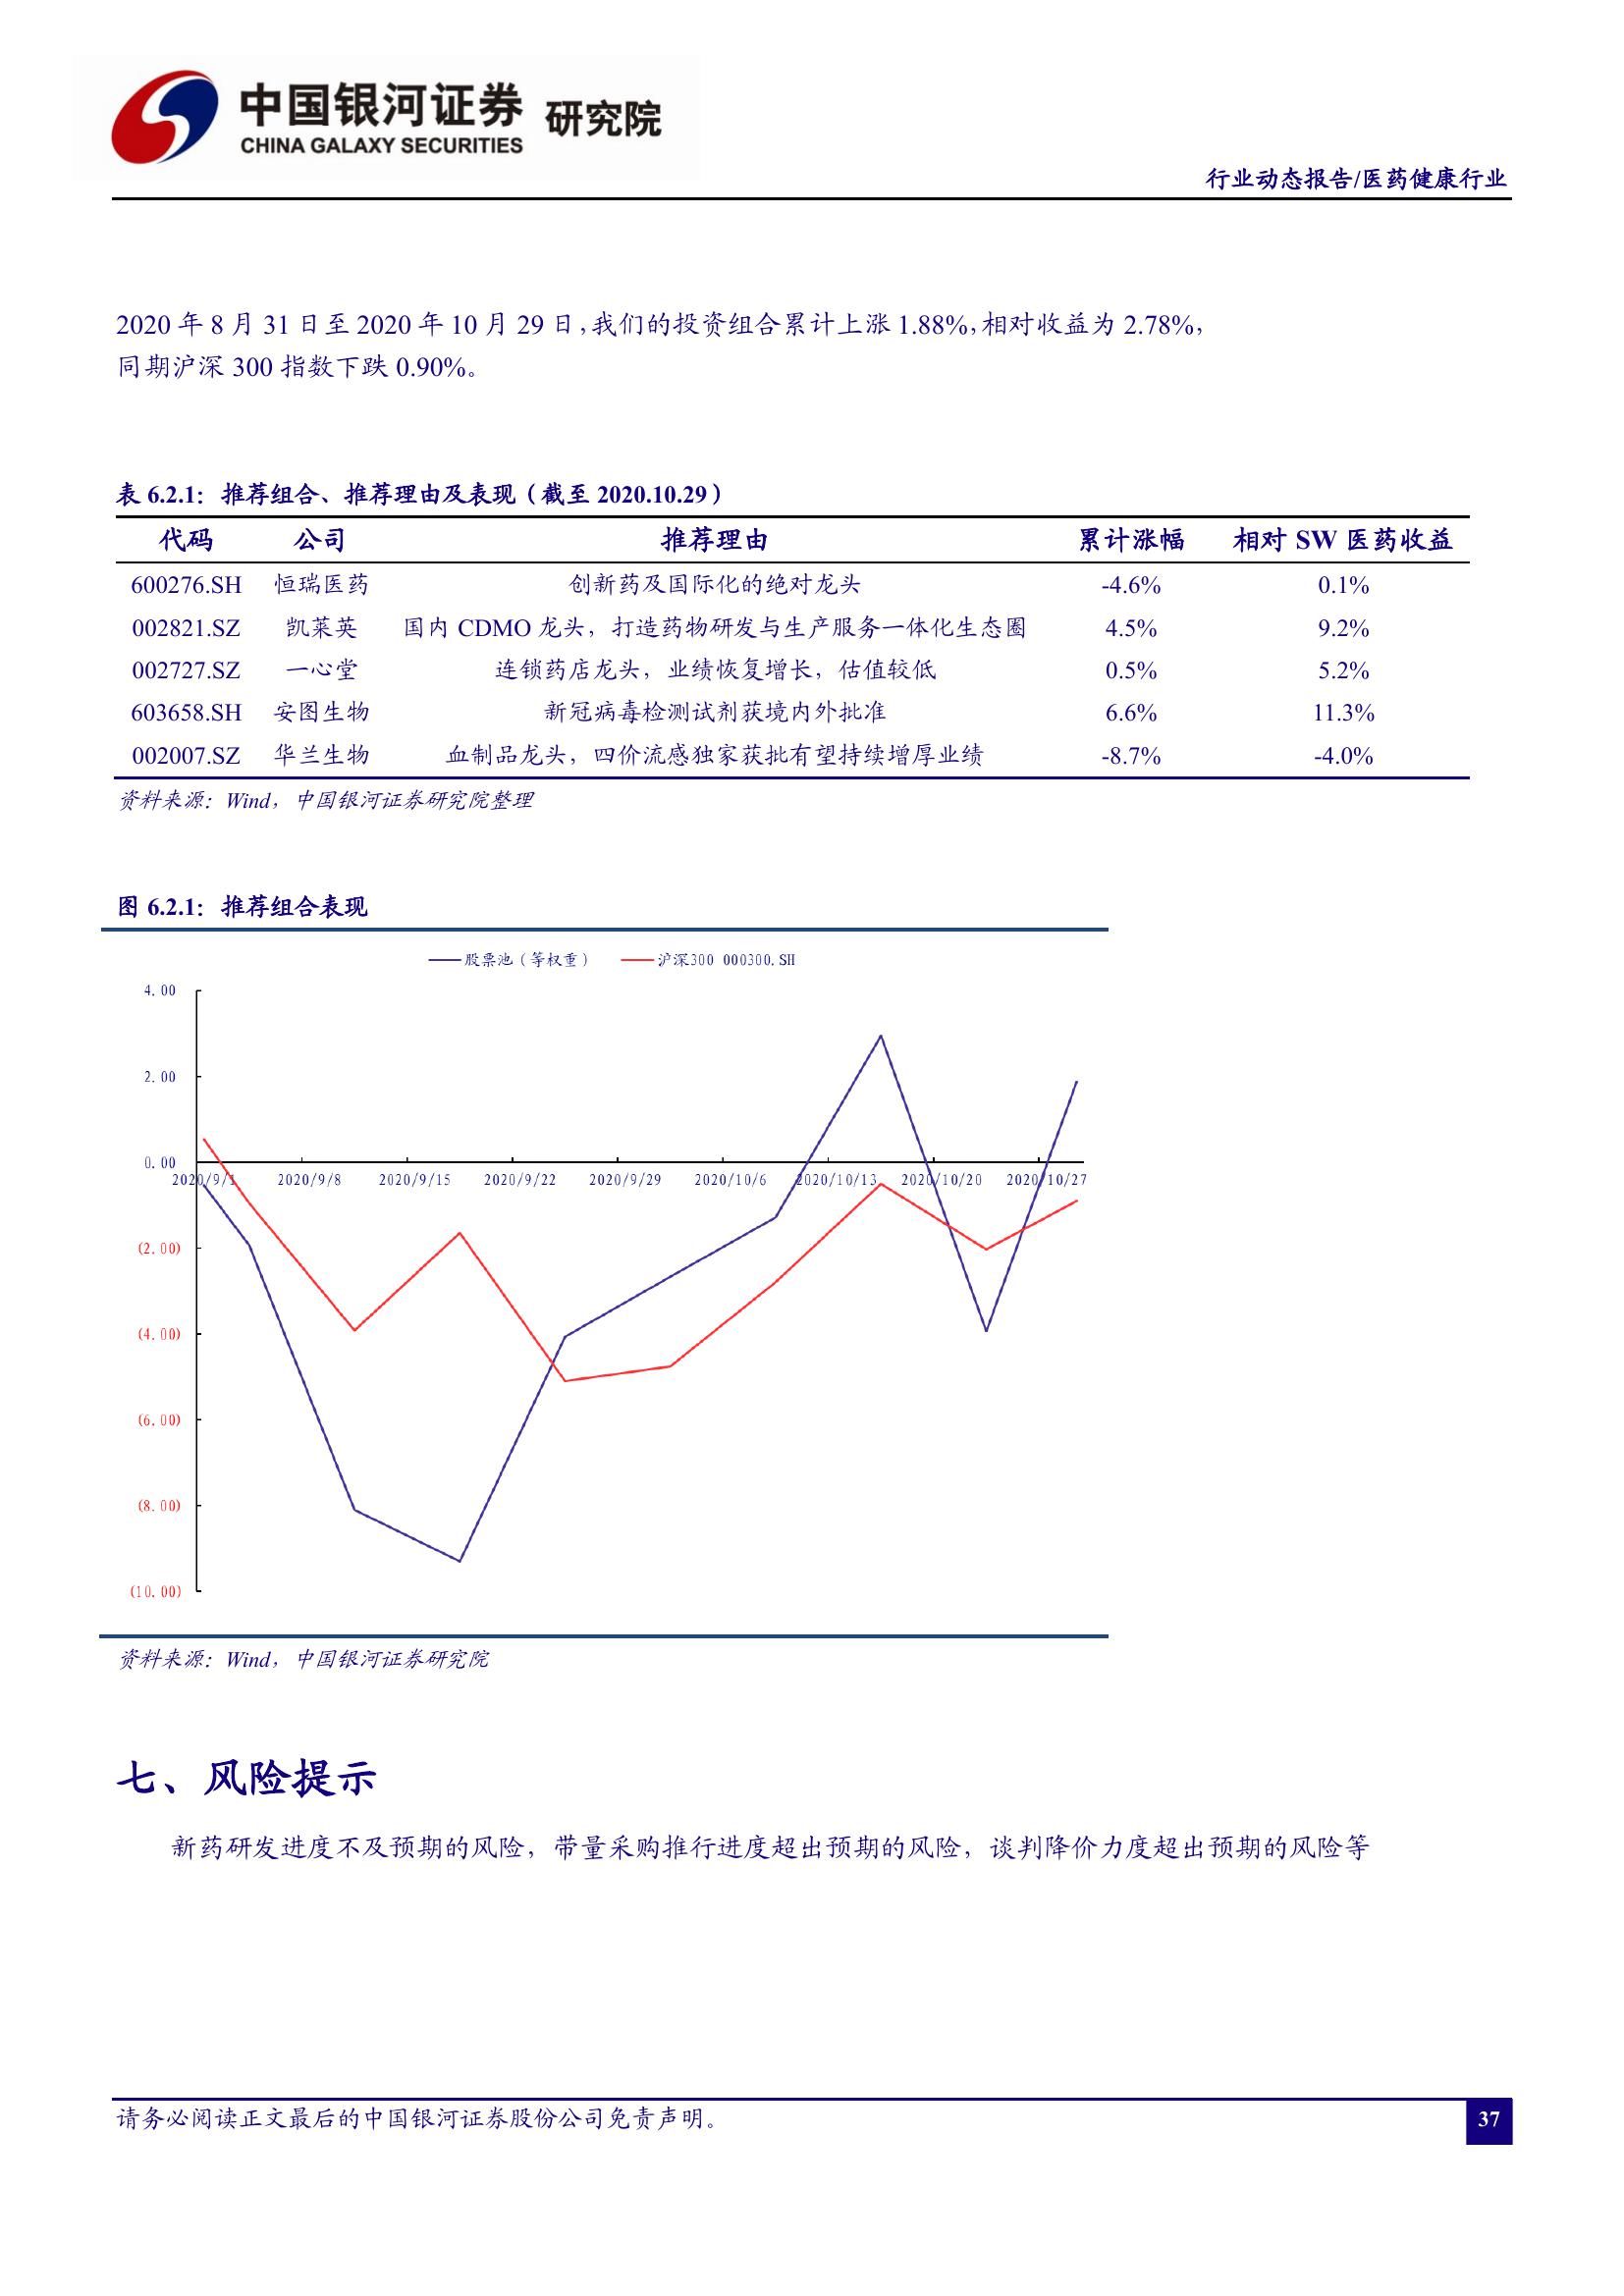 中国银河证券 研究院
CHINA GALAXY SECURITIES
行业动态报告/医药健康行业
2020 年 8 月 31 日至 2020 年 10 月 29 日,我们的投资组合累计上涨 1.88%,相对收益为 2.78%,
同期沪深 300 指数下跌 0.90%。
表 6.2.1：推荐组合、推荐理由及表现（截至 2020.10.29）
代码 公司 推荐理由 累计涨幅 相对 SW 医药收益
600276.SH 恒瑞医药 创新药及国际化的绝对龙头 -4.6% 0.1%
002821.SZ 凯莱英 国内 CDMO 龙头，打造药物研发与生产服务一体化生态圈 4.5% 9.2%
002727.SZ 一心堂 连锁药店龙头，业绩恢复增长，估值较低 0.5% 5.2%
603658.SH 安图生物 新冠病毒检测试剂获境内外批准 6.6% 11.3%
002007.SZ 华兰生物 血制品龙头，四价流感独家获批有望持续增厚业绩 -8.7% -4.0%
资料来源：Wind，中国银河证券研究院整理
图 6.2.1：推荐组合表现
股票池（等权重） 沪深300 000300.SH
4.00
2.00
0.00
2020/9/1 2020/9/8 2020/9/15 2020/9/22 2020/9/29 2020/10/6 2020/10/13 2020/10/20 2020/10/27
(2.00)
(4.00)
(6.00)
(8.00)
(10.00)
资料来源：Wind，中国银河证券研究院
七、风险提示
新药研发进度不及预期的风险，带量采购推行进度超出预期的风险，谈判降价力度超出预期的风险等
请务必阅读正文最后的中国银河证券股份公司免责声明。
37